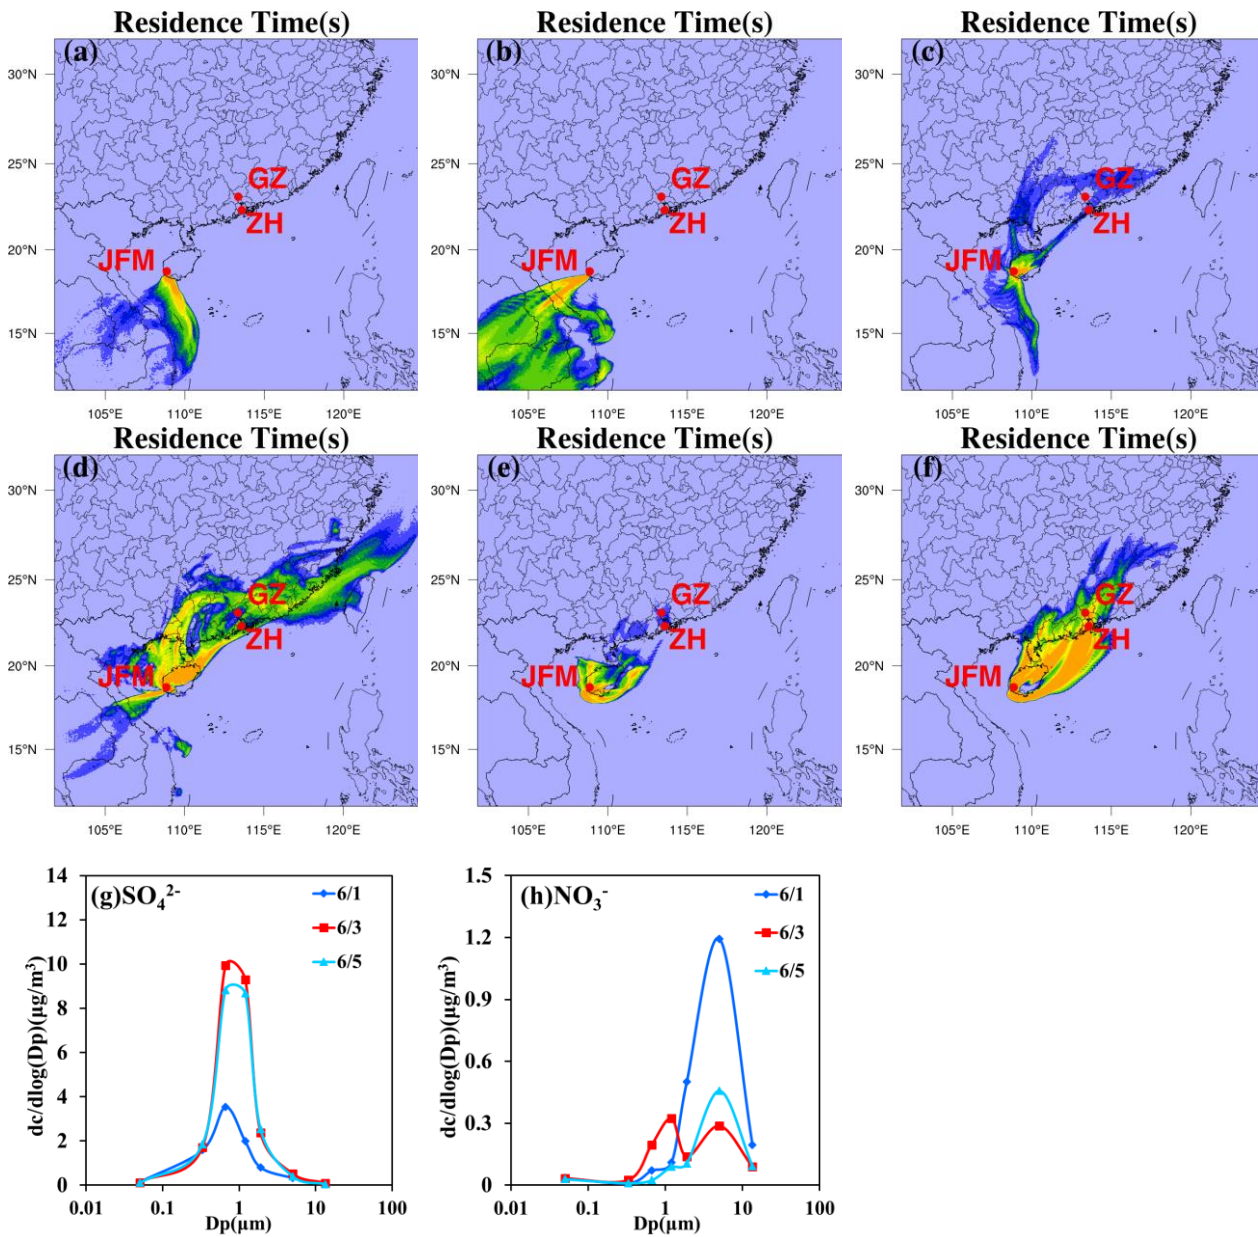 Residence Time(s) Residence Time(s) Residence Time(s)
(a) (b) (c)
30°N 30°N 30°N
25°N 25°N 25°N
GZ GZ GZ
ZH ZH ZH
20°N 20°N 20°N
JFM JFM JFM
15°N 15°N 15°N
105°E 110°E 115°E 120°E 105°E 110°E 115°E 120°E 105°E 110°E 115°E 120°E
Residence Time(s) Residence Time(s) Residence Time(s)
(d) (e) (f)
30°N 30°N 30°N
25°N 25°N 25°N
GZ GZ GZ
ZH ZH ZH
20°N 20°N 20°N
JFM JFM JFM
15°N 15°N 15°N
105°E 110°E 115°E 120°E 105°E 110°E 115°E 120°E 105°E 110°E 115°E 120°E
(g)SO₄²⁻
6/1
6/3
6/5
dc/dlog(Dp)(μg/m³)
14
12
10
8
6
4
2
0
0.01 0.1 1 10 100
Dp(μm)
(h)NO₃⁻
6/1
6/3
6/5
dc/dlog(Dp)(μg/m³)
1.5
1.2
0.9
0.6
0.3
0
0.01 0.1 1 10 100
Dp(μm)